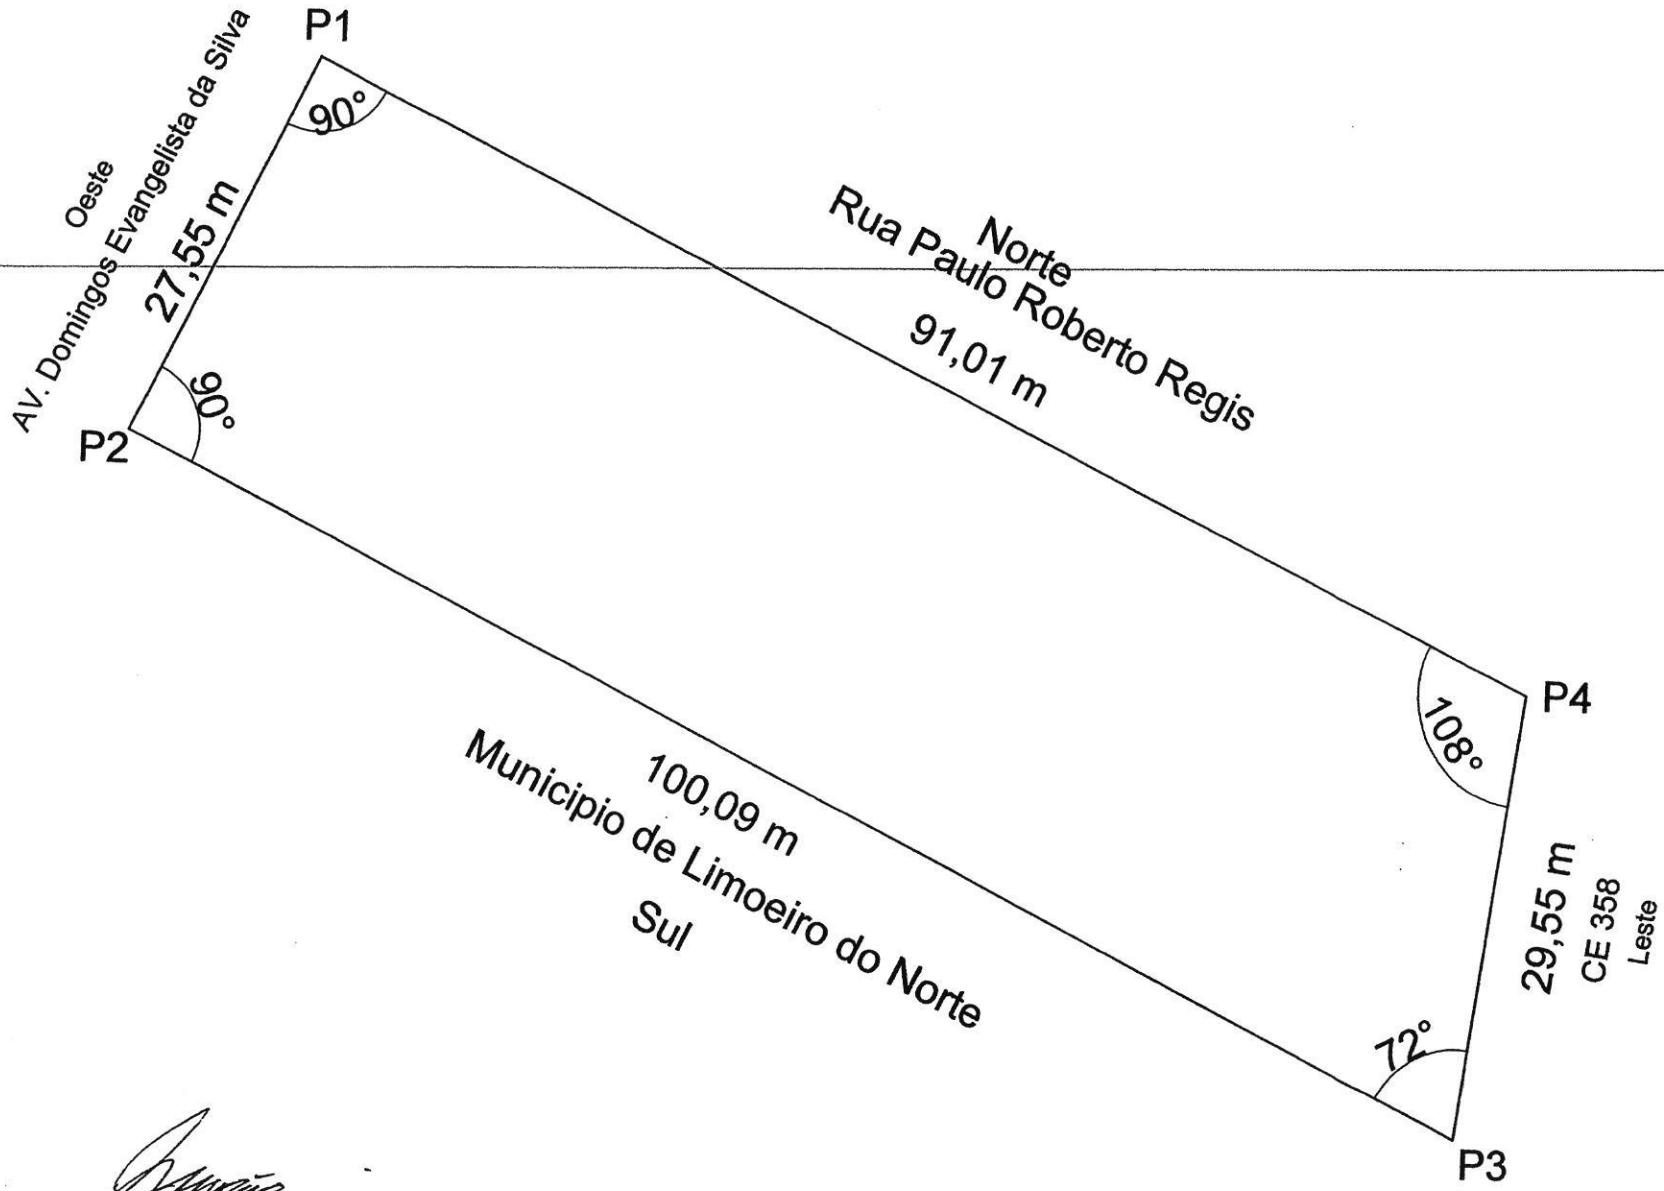 P1
90°
Oeste
AV. Domingos Evangelista da Silva
27,55 m
Norte
Rua Paulo Roberto Regis
91,01 m
90°
P2
P4
108°
100,09 m
Municipio de Limoeiro do Norte
Sul
29,55 m
CE 358
Leste
72°
P3